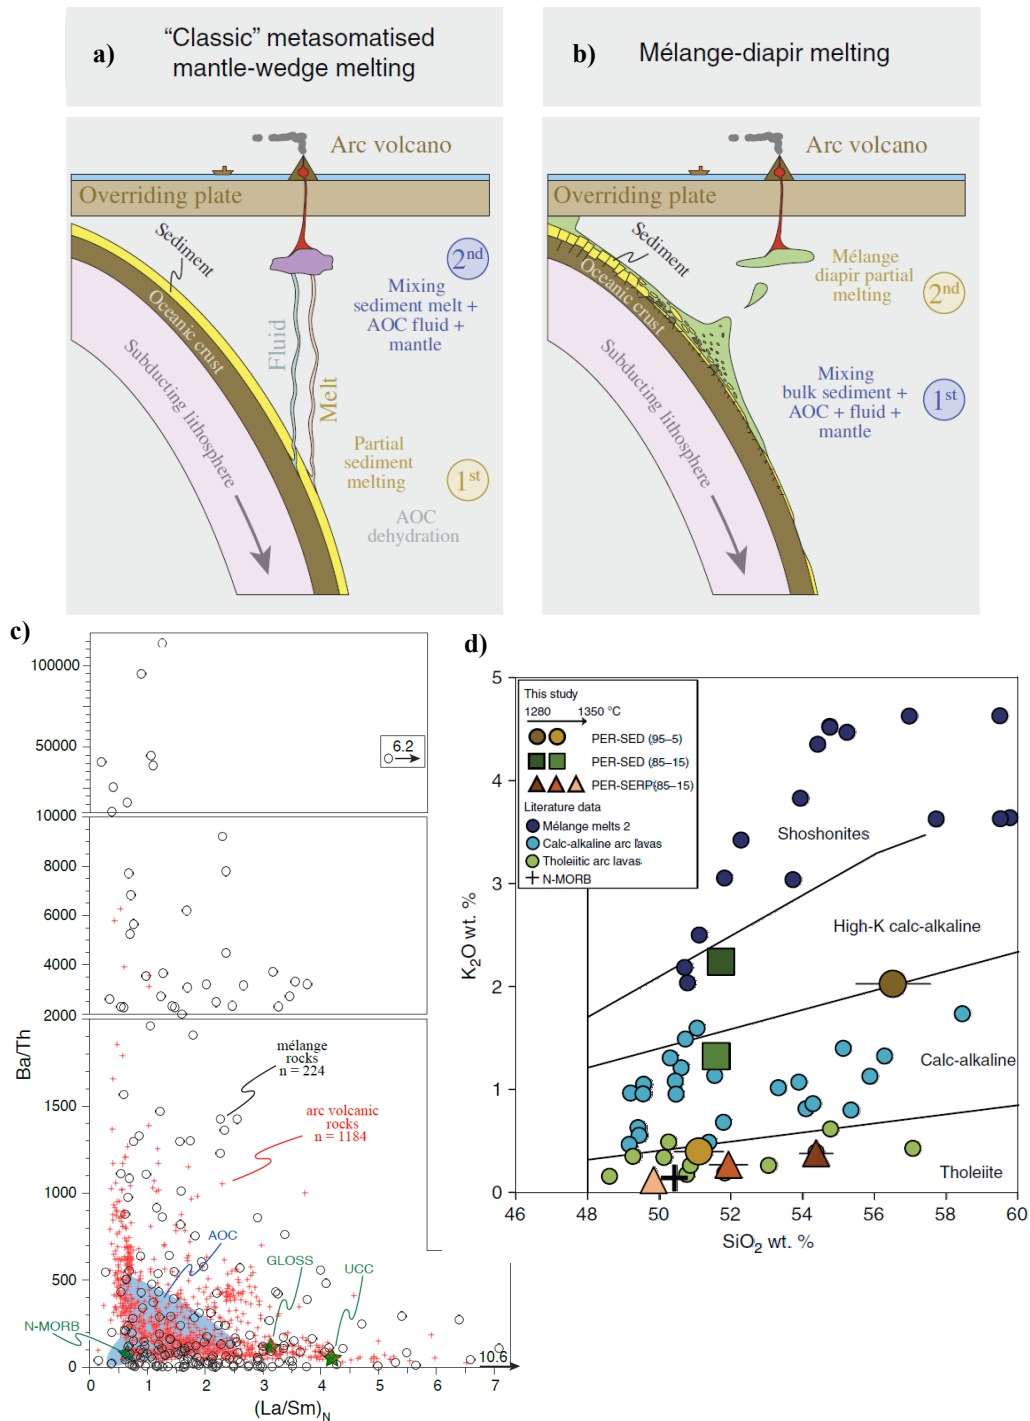 a)
"Classic" metasomatised
mantle-wedge melting
b)
Mélange-diapir melting
Arc volcano
Overriding plate
Sediment
Oceanic crust
Subducting lithosphere
Fluid
Melt
2nd
Mixing
sediment melt +
AOC fluid +
mantle
Partial
sediment
melting
1st
AOC
dehydration
Arc volcano
Overriding plate
Sediment
Oceanic crust
Subducting lithosphere
Mélange
diapir partial
melting
2nd
Mixing
bulk sediment +
AOC + fluid +
mantle
1st
c)
100000
50000
10000
8000
6000
4000
2000
1500
1000
500
0
Ba/Th
6.2
mélange
rocks
n = 224
arc volcanic
rocks
n = 1184
AOC
GLOSS
UCC
N-MORB
10.6
0 1 2 3 4 5 6 7
(La/Sm)N
d)
5
4
3
2
1
0
K2O wt. %
This study
1280 1350 °C
PER-SED (95–5)
PER-SED (85–15)
PER-SERP(85–15)
Literature data
Mélange melts 2
Calc-alkaline arc lavas
Tholeiitic arc lavas
N-MORB
Shoshonites
High-K calc-alkaline
Calc-alkaline
Tholeiite
46 48 50 52 54 56 58 60
SiO2 wt. %